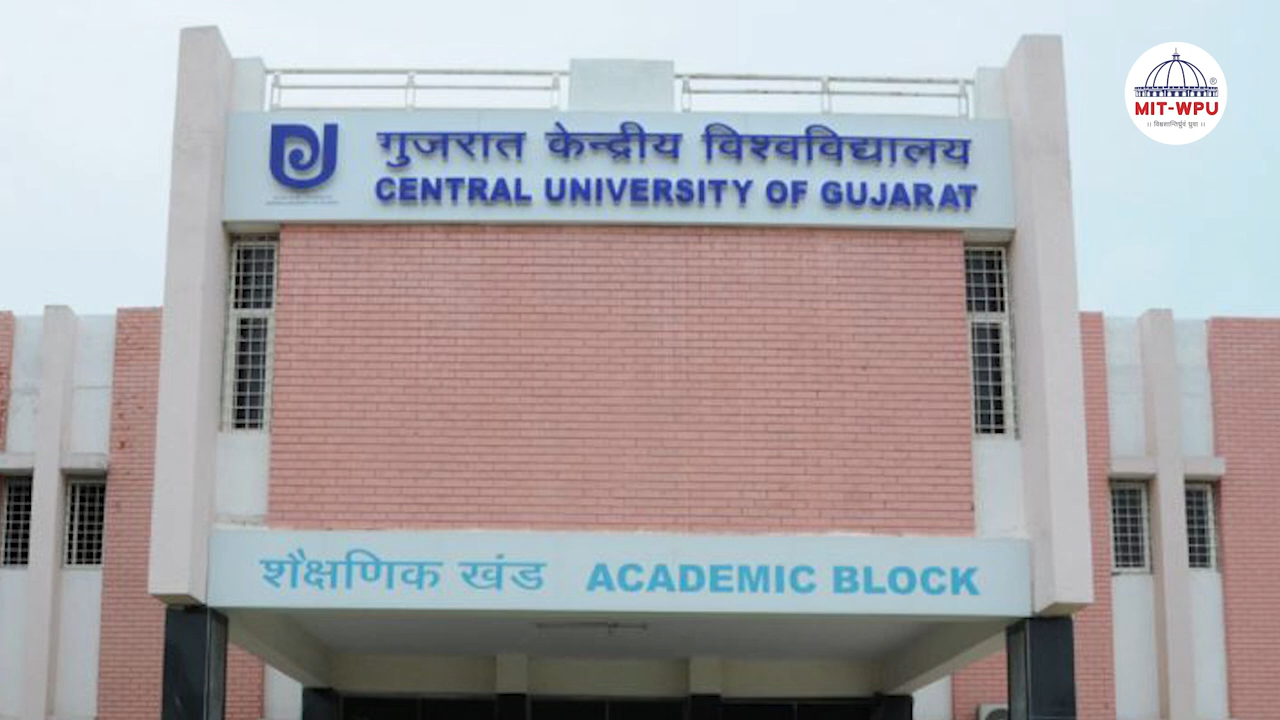 गुजरात केन्द्रीय विश्वविद्यालय
CENTRAL UNIVERSITY OF GUJARAT
शैक्षणिक खंड ACADEMIC BLOCK
MIT-WPU
®